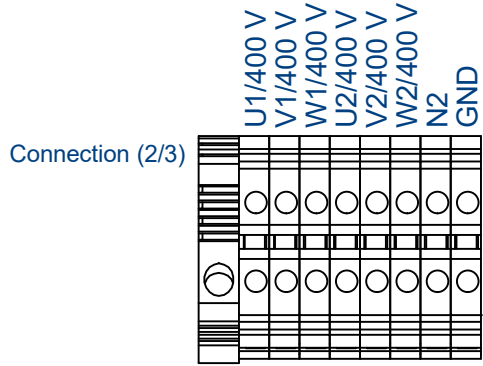 U1/400 V
V1/400 V
W1/400 V
U2/400 V
V2/400 V
W2/400 V
N2
GND
Connection (2/3)